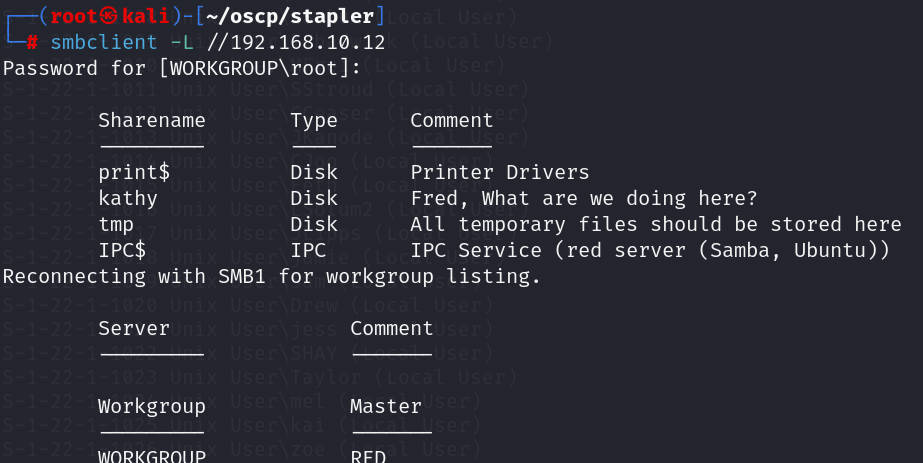 ┌──(root㉿kali)-[~/oscp/stapler]
└─# smbclient -L //192.168.10.12
Password for [WORKGROUP\root]:
Sharename Type Comment
--------- ---- -------
print$ Disk Printer Drivers
kathy Disk Fred, What are we doing here?
tmp Disk All temporary files should be stored here
IPC$ IPC IPC Service (red server (Samba, Ubuntu))
Reconnecting with SMB1 for workgroup listing.
Server Comment
--------- -------
Workgroup Master
--------- -------
WORKGROUP RED